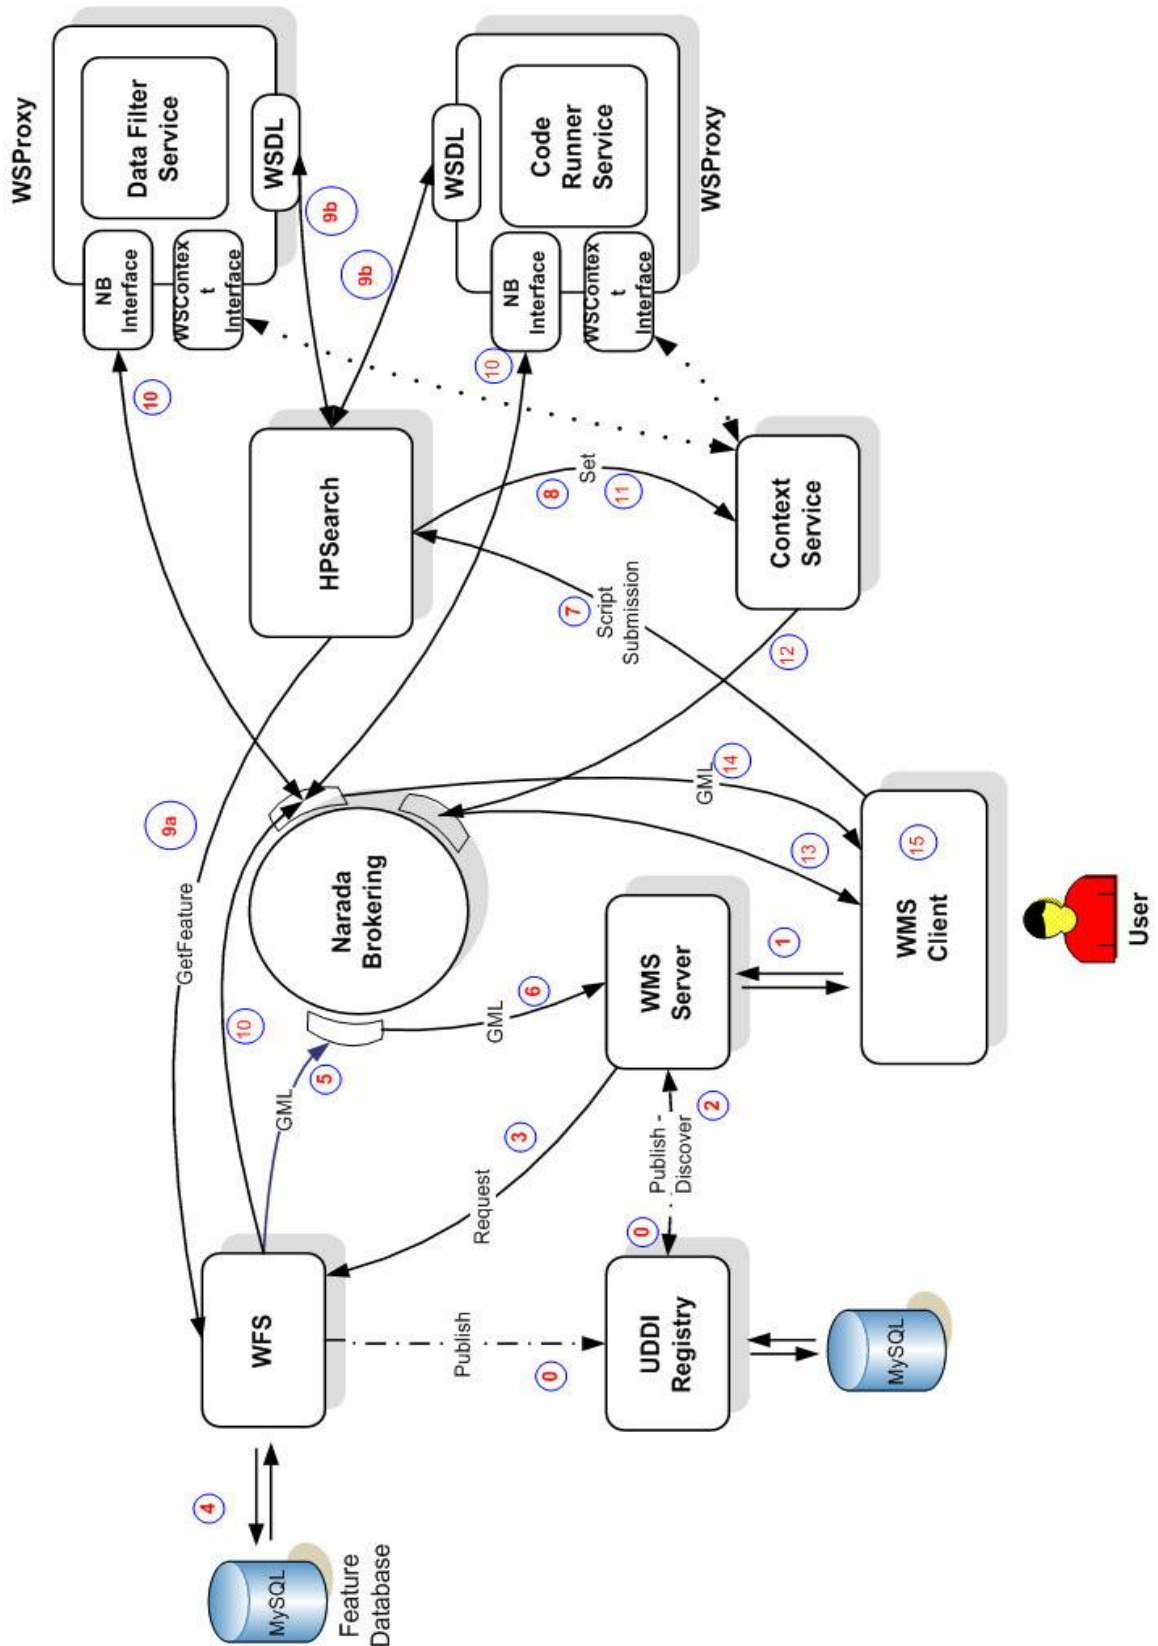 WSProxy
Data Filter
Service
WSDL
NB
Interface
WSContex
t
Interface
WSDL
Code
Runner
Service
NB
Interface
WSContex
t
Interface
WSProxy
9b
9b
10
10
HPSearch
8
Set
11
7
Script
Submission
Context
Service
12
9a
GetFeature
10
Narada
Brokering
GML
14
13
GML
5
GML
6
WMS
Server
1
15
WMS
Client
User
3
Request
Publish -
Discover
2
0
WFS
Publish
0
UDDI
Registry
MySQL
4
MySQL
Feature
Database